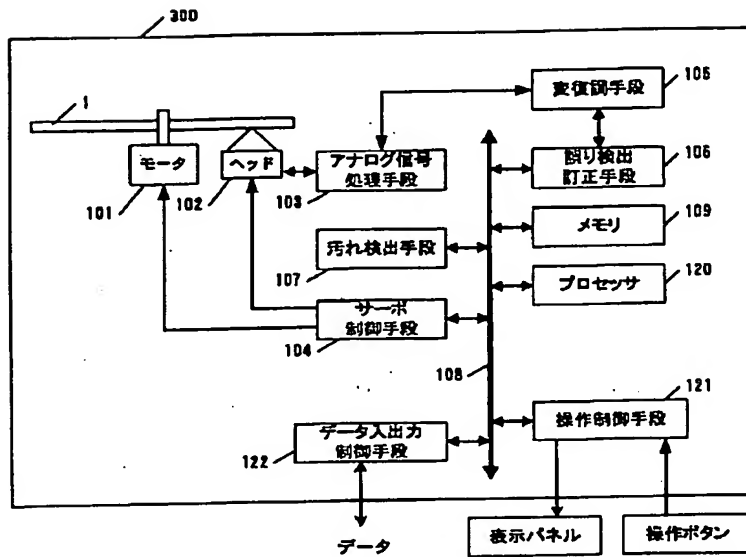 300
1
モータ
101
ヘッド
102
アナログ信号
処理手段
103
変復調手段
105
誤り検出
訂正手段
106
汚れ検出手段
107
メモリ
109
プロセッサ
120
サーボ
制御手段
104
108
操作制御手段
121
データ入出力
制御手段
122
データ
表示パネル
操作ボタン